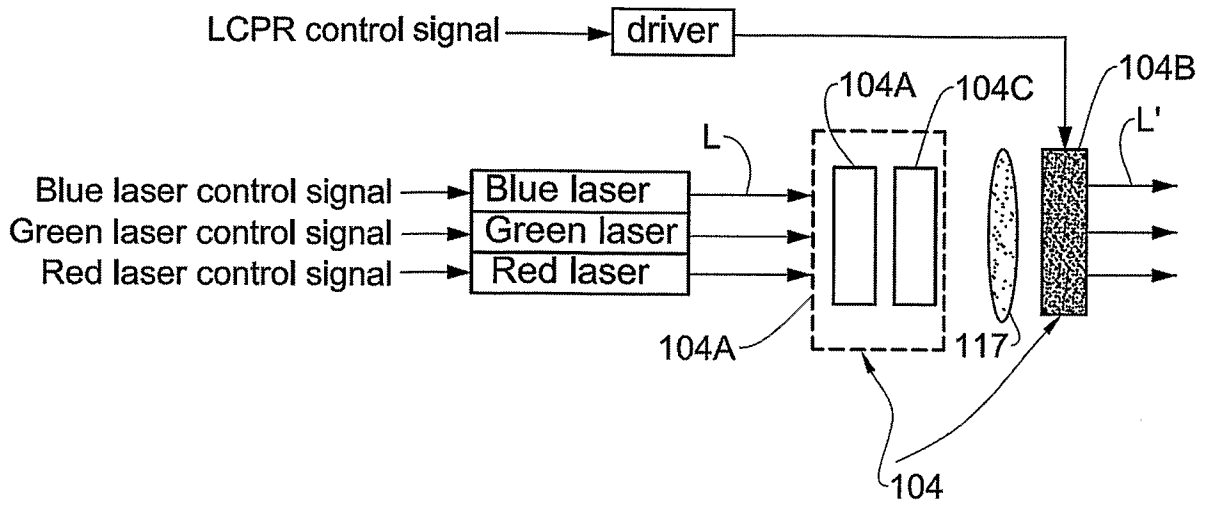 LCPR control signal
driver
104A
104C
104B
L
L'
Blue laser control signal
Blue laser
Green laser control signal
Green laser
Red laser control signal
Red laser
104A
117
104